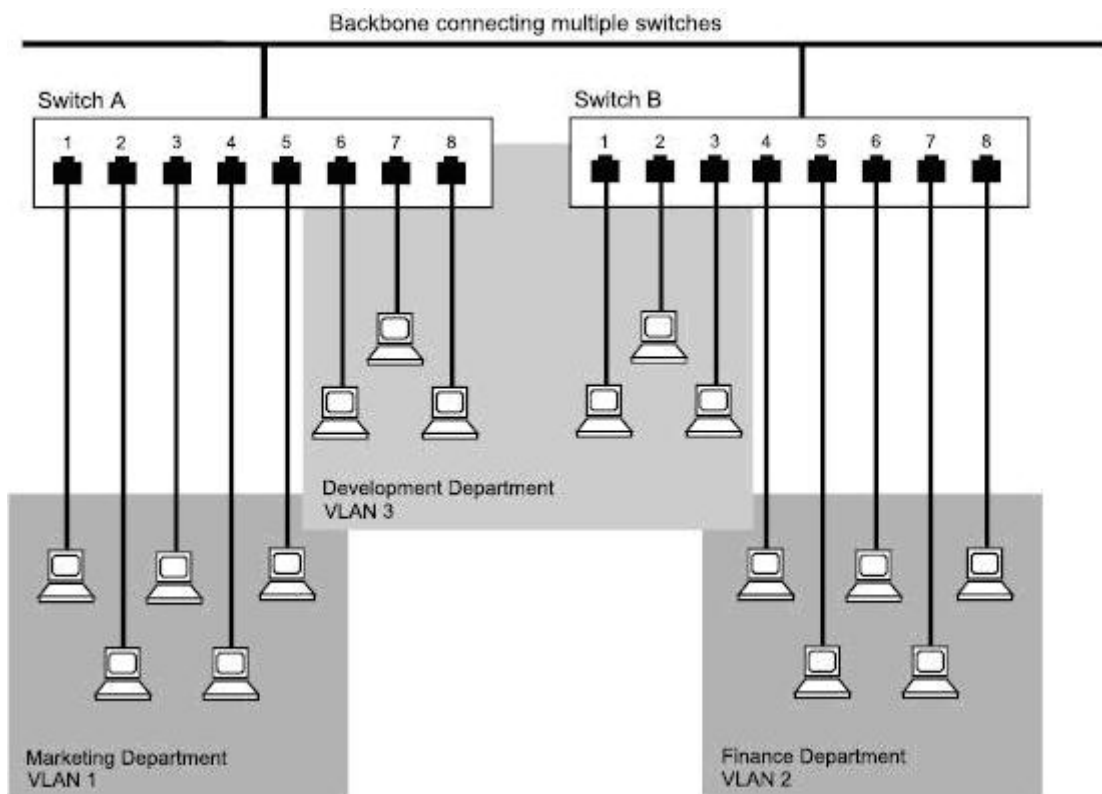 Backbone connecting multiple switches
Switch A
1 2 3 4 5 6 7 8
Switch B
1 2 3 4 5 6 7 8
Development Department
VLAN 3
Marketing Department
VLAN 1
Finance Department
VLAN 2